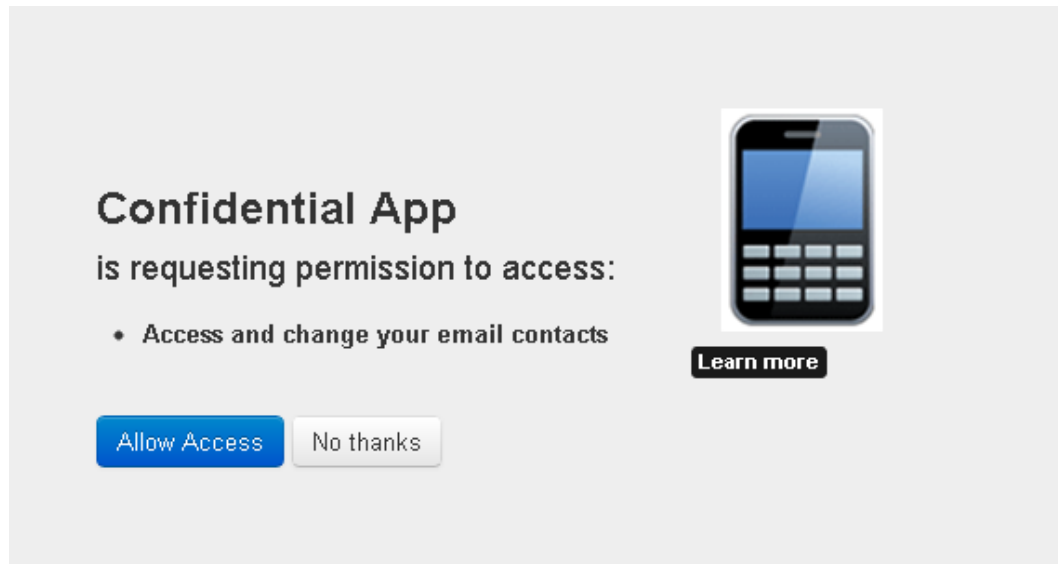 Confidential App
is requesting permission to access:
• Access and change your email contacts
Learn more
Allow Access
No thanks